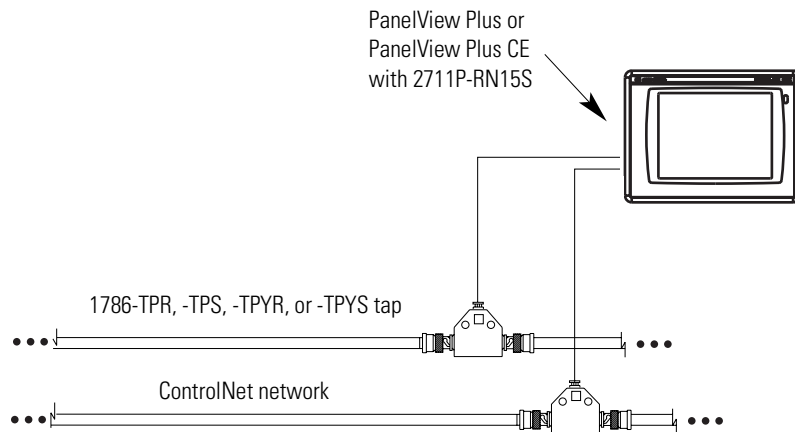 PanelView Plus or
PanelView Plus CE
with 2711P-RN15S
1786-TPR, -TPS, -TPYR, or -TPYS tap
ControlNet network